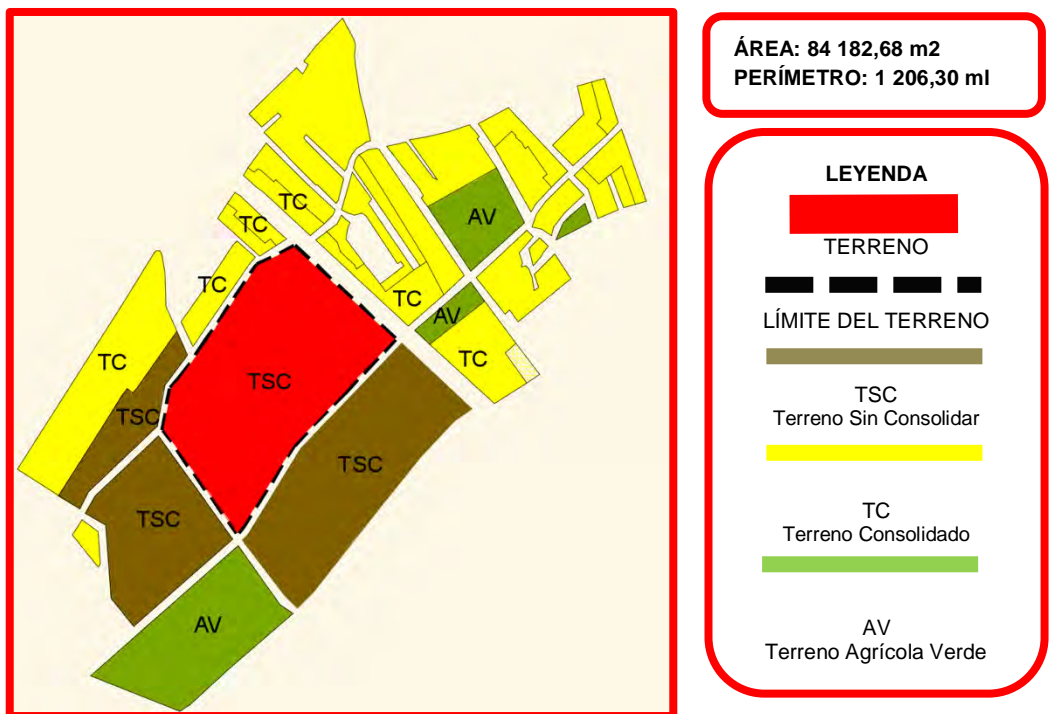 ÁREA: 84 182,68 m2
PERÍMETRO: 1 206,30 ml
LEYENDA
TERRENO
LÍMITE DEL TERRENO
TSC
Terreno Sin Consolidar
TC
Terreno Consolidado
AV
Terreno Agrícola Verde
TC
AV
TC
TC
TC
AV
TC
TC
TSC
TSC
TSC
TSC
AV